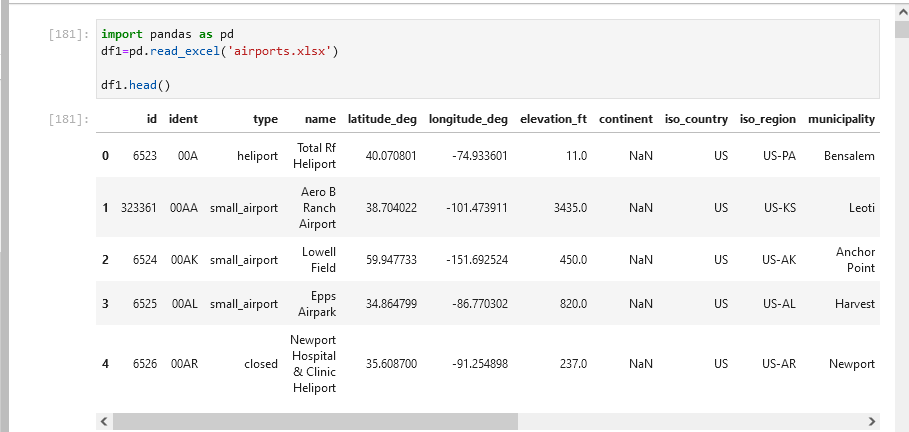 [181]: import pandas as pd
df1=pd.read_excel('airports.xlsx')
df1.head()
[181]: id ident type name latitude_deg longitude_deg elevation_ft continent iso_country iso_region municipality
0 6523 00A heliport Total Rf Heliport 40.070801 -74.933601 11.0 NaN US US-PA Bensalem
1 323361 00AA small_airport Aero B Ranch Airport 38.704022 -101.473911 3435.0 NaN US US-KS Leoti
2 6524 00AK small_airport Lowell Field 59.947733 -151.692524 450.0 NaN US US-AK Anchor Point
3 6525 00AL small_airport Epps Airpark 34.864799 -86.770302 820.0 NaN US US-AL Harvest
4 6526 00AR closed Newport Hospital & Clinic Heliport 35.608700 -91.254898 237.0 NaN US US-AR Newport